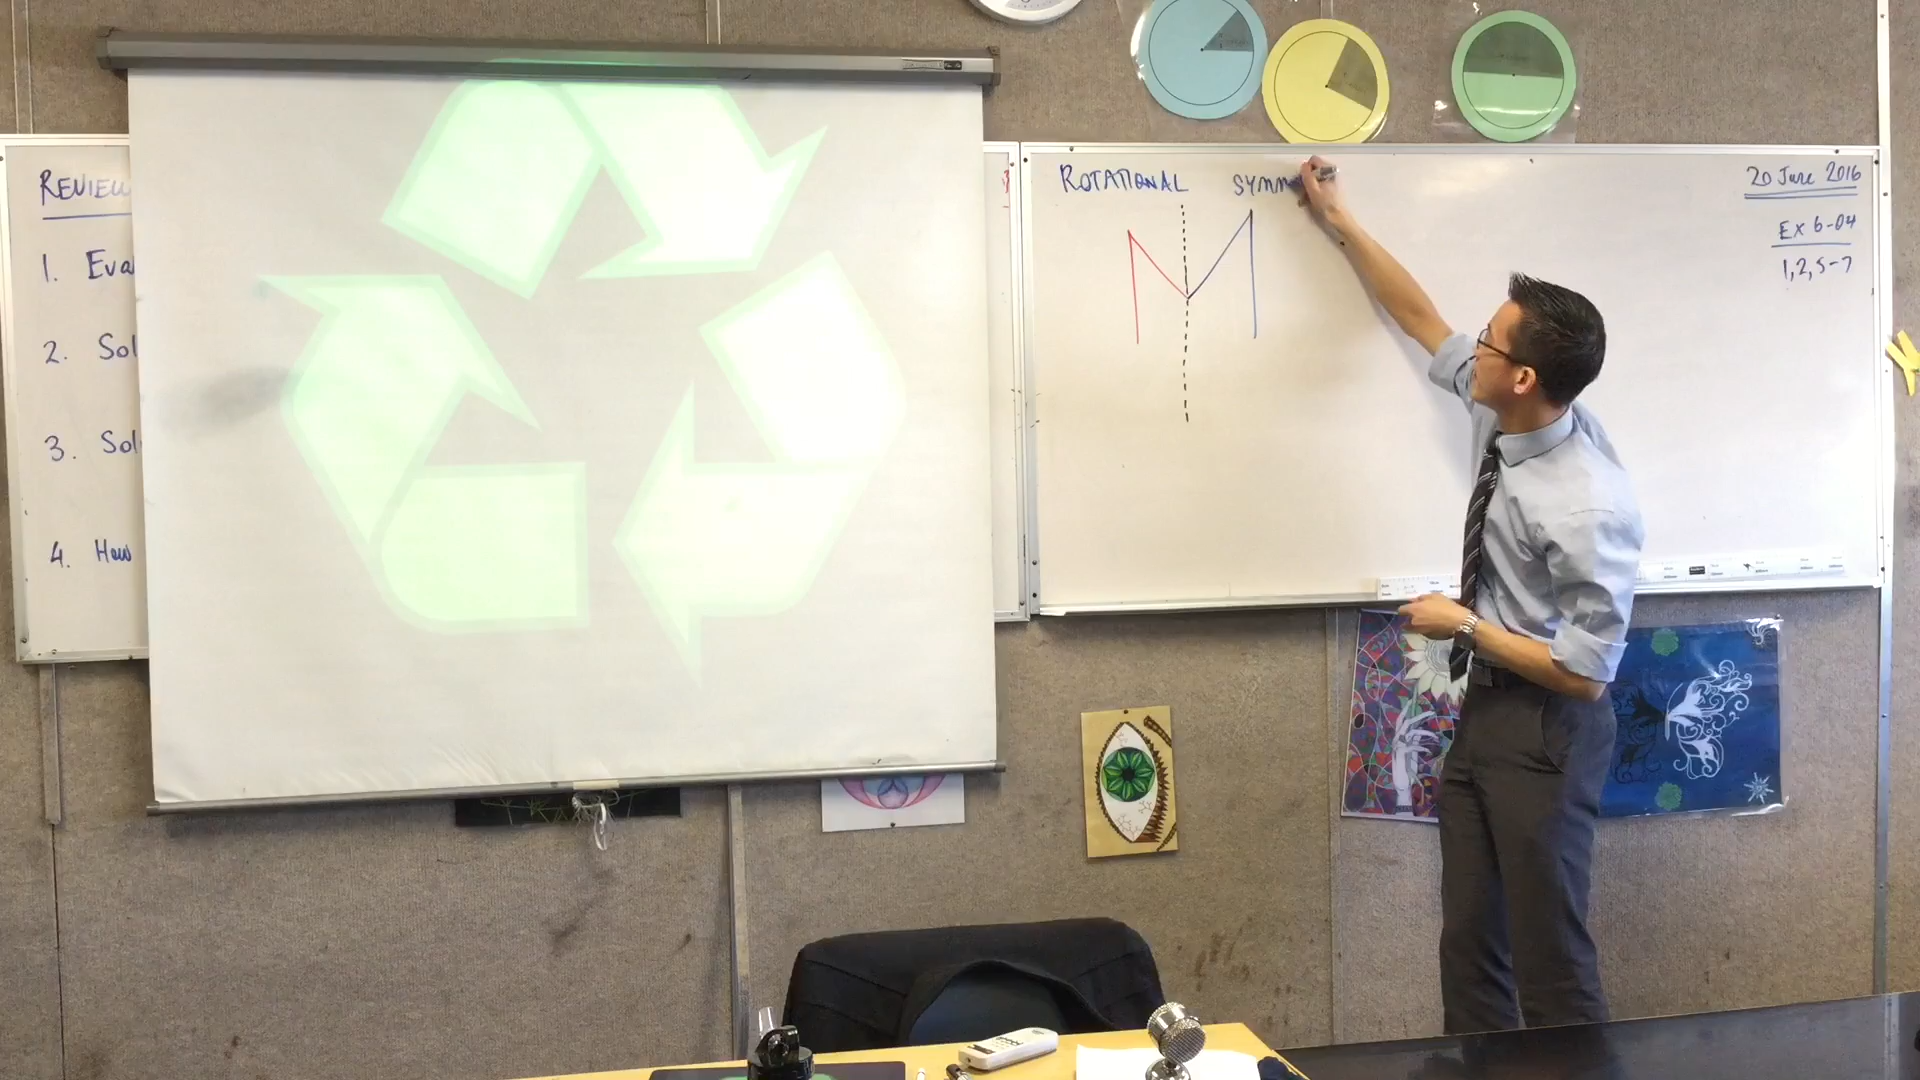 REVIEW
1. Eva
2. Sol
3. Sol
4. How
ROTATIONAL SYMM
20 June 2016
Ex 6-04
1,2,5-7